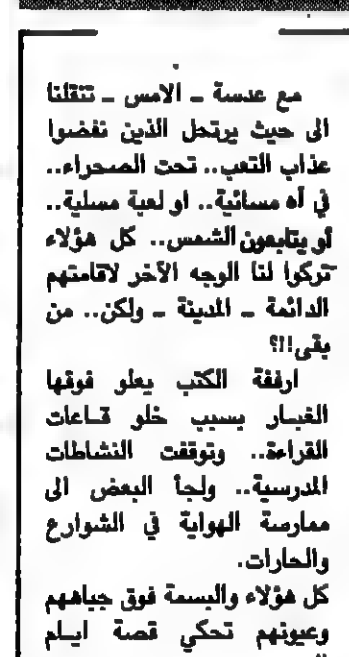 مع عدسة ـ الامس ـ تنقلنا
الى حيث يرتحل الذين نفضوا
عذاب التعب.. تحت الصحراء..
في آه مسائية.. او لعبة مسلية..
أو يتابعون الشمس.. كل هؤلاء
تركوا لنا الوجه الآخر لاقامتهم
الدائمة ـ المدينة ـ ولكن.. من
بقي!!؟
ارفقة الكتب يعلو فوقها
الغبار بسبب خلو قاعات
القراءة.. وتوقفت النشاطات
المدرسية.. ولجأ البعض الى
ممارسة الهواية في الشوارع
والحارات.
كل هؤلاء والبسمة فوق جباههم
وعيونهم تحكي قصة ايام